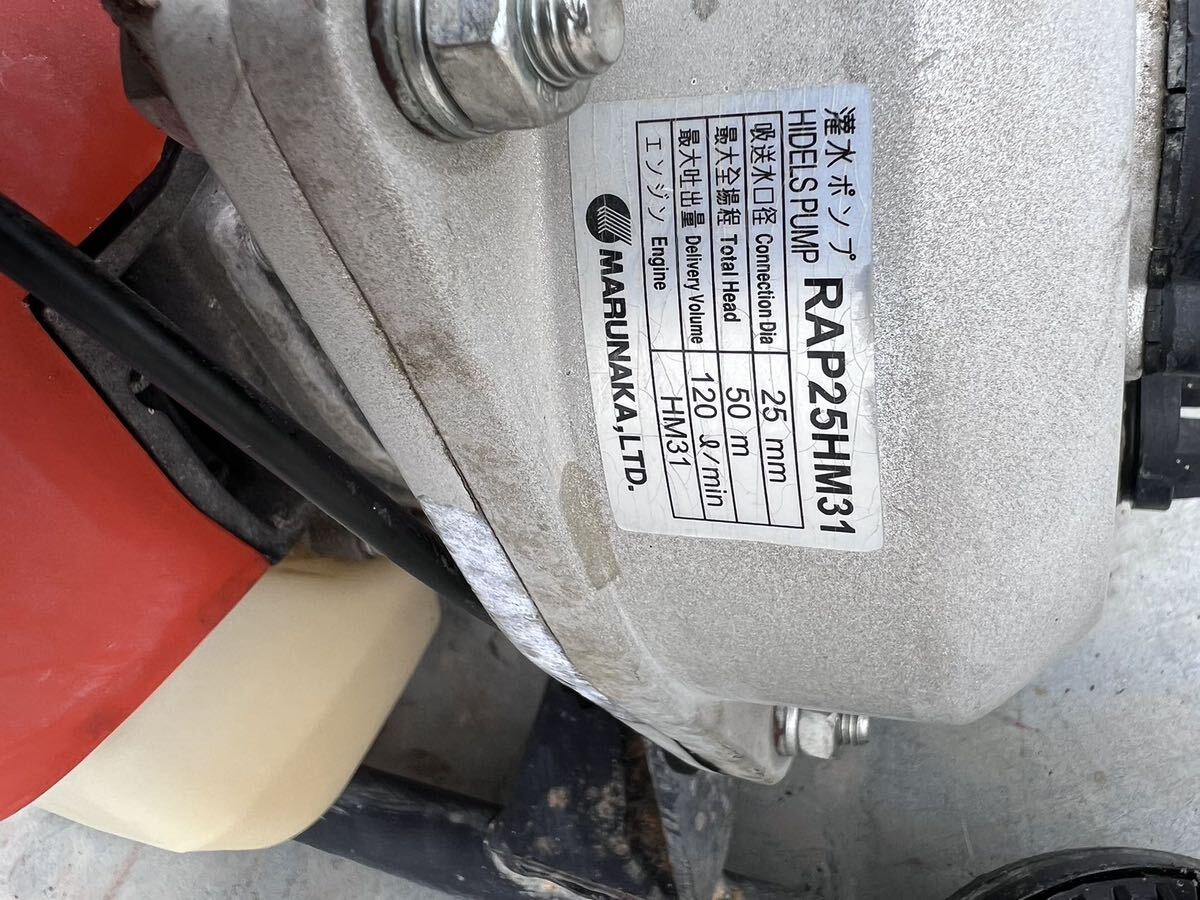 灌水ポンプ
HIDELS PUMP RAP25HM31
吸送水口径 Connection Dia 25 mm
最大全揚程 Total Head 50 m
最大吐出量 Delivery Volume 120 ℓ/min
エンジン Engine HM31
MARUNAKA,LTD.